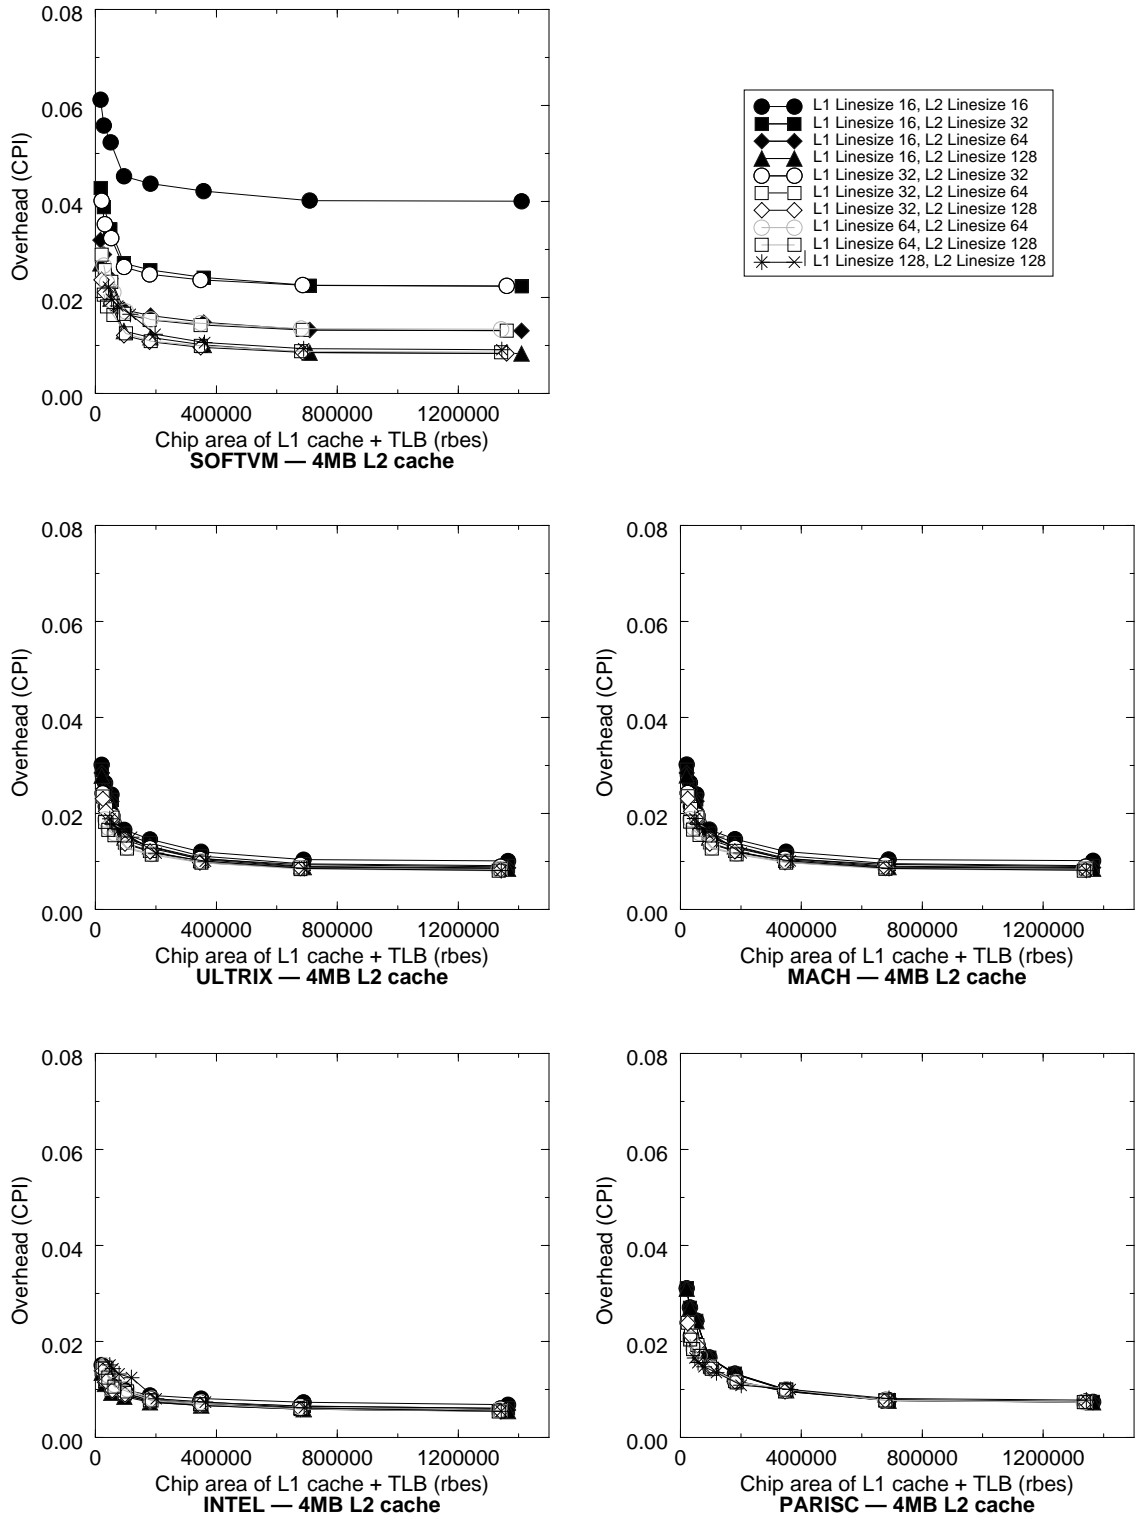 0.08
0.06
0.04
0.02
0.00
Overhead (CPI)
0 400000 800000 1200000
Chip area of L1 cache + TLB (rbes)
SOFTVM — 4MB L2 cache
L1 Linesize 16, L2 Linesize 16
L1 Linesize 16, L2 Linesize 32
L1 Linesize 16, L2 Linesize 64
L1 Linesize 16, L2 Linesize 128
L1 Linesize 32, L2 Linesize 32
L1 Linesize 32, L2 Linesize 64
L1 Linesize 32, L2 Linesize 128
L1 Linesize 64, L2 Linesize 64
L1 Linesize 64, L2 Linesize 128
L1 Linesize 128, L2 Linesize 128
0.08
0.06
0.04
0.02
0.00
Overhead (CPI)
0 400000 800000 1200000
Chip area of L1 cache + TLB (rbes)
ULTRIX — 4MB L2 cache
0.08
0.06
0.04
0.02
0.00
Overhead (CPI)
0 400000 800000 1200000
Chip area of L1 cache + TLB (rbes)
MACH — 4MB L2 cache
0.08
0.06
0.04
0.02
0.00
Overhead (CPI)
0 400000 800000 1200000
Chip area of L1 cache + TLB (rbes)
INTEL — 4MB L2 cache
0.08
0.06
0.04
0.02
0.00
Overhead (CPI)
0 400000 800000 1200000
Chip area of L1 cache + TLB (rbes)
PARISC — 4MB L2 cache